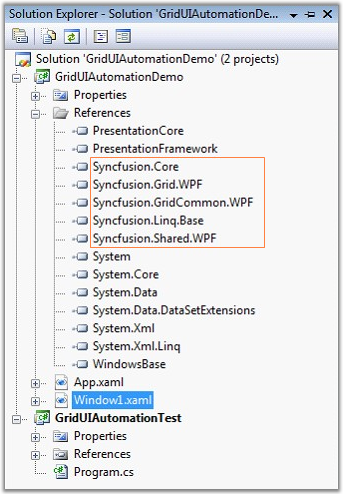 Solution Explorer - Solution 'GridUIAutomationDe...
Solution 'GridUIAutomationDemo' (2 projects)
GridUIAutomationDemo
Properties
References
PresentationCore
PresentationFramework
Syncfusion.Core
Syncfusion.Grid.WPF
Syncfusion.GridCommon.WPF
Syncfusion.Linq.Base
Syncfusion.Shared.WPF
System
System.Core
System.Data
System.Data.DataSetExtensions
System.Xml
System.Xml.Linq
WindowsBase
App.xaml
Window1.xaml
GridUIAutomationTest
Properties
References
Program.cs